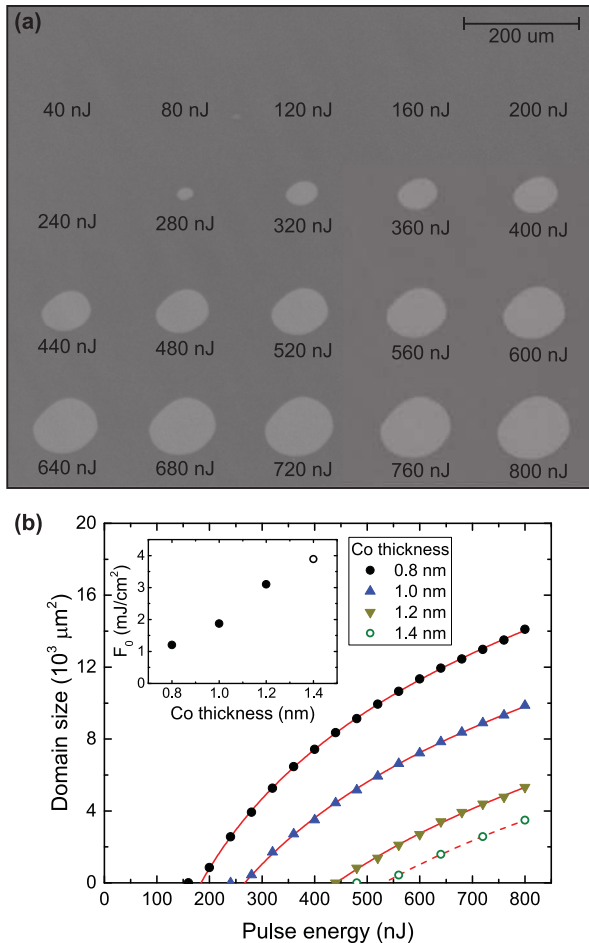 (a)
200 um
40 nJ 80 nJ 120 nJ 160 nJ 200 nJ
240 nJ 280 nJ 320 nJ 360 nJ 400 nJ
440 nJ 480 nJ 520 nJ 560 nJ 600 nJ
640 nJ 680 nJ 720 nJ 760 nJ 800 nJ
(b)
Domain size (10³ μm²)
20
16
12
8
4
0
0 100 200 300 400 500 600 700 800
Pulse energy (nJ)
F₀ (mJ/cm²)
4
3
2
1
0
0.8 1.0 1.2 1.4
Co thickness (nm)
Co thickness
0.8 nm
1.0 nm
1.2 nm
1.4 nm